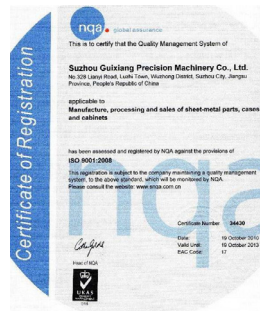 nqa. global assurance
This is to certify that the Quality Management System of
Suzhou Guixiang Precision Machinery Co., Ltd.
No.328 Lianyi Road, Luzhi Town, Wuzhong District, Suzhou City, Jiangsu
Province, People's Republic of China
applicable to
Manufacture, processing and sales of sheet-metal parts, cases
and cabinets
has been assessed and registered by NQA against the provisions of
ISO 9001:2008
This registration is subject to the company maintaining a quality management
system, to the above standard, which will be monitored by NQA.
Please consult the website: www.nqa.com.cn
Certificate Number 34430
Date: 19 October 2010
Valid Until: 19 October 2013
EAC Code: 17
Head of NQA
UKAS
Certificate of Registration
nqa